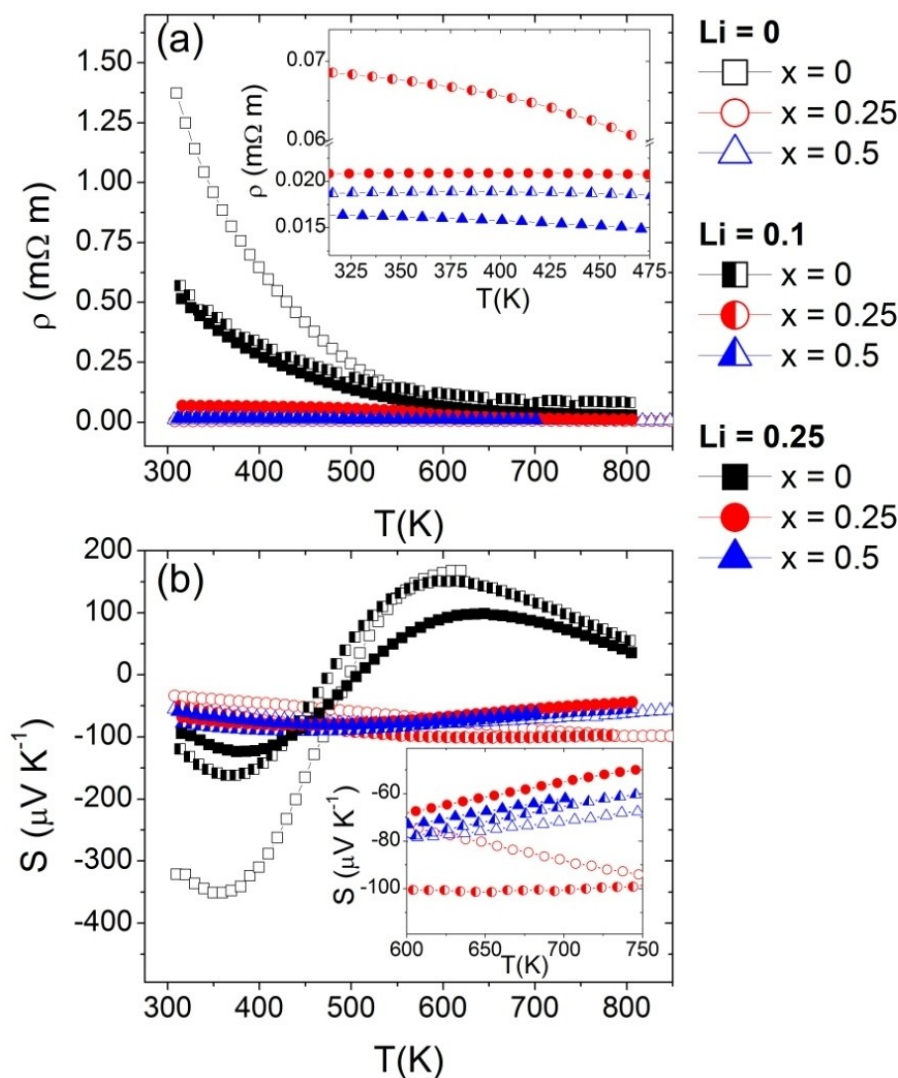 (a)
1.50
1.25
1.00
0.75
0.50
0.25
0.00
ρ (mΩ m)
300 400 500 600 700 800
T(K)
0.07
0.06
0.020
0.015
ρ (mΩ m)
325 350 375 400 425 450 475
T(K)
Li = 0
x = 0
x = 0.25
x = 0.5
Li = 0.1
x = 0
x = 0.25
x = 0.5
Li = 0.25
x = 0
x = 0.25
x = 0.5
(b)
200
100
0
-100
-200
-300
-400
S (μV K⁻¹)
300 400 500 600 700 800
T(K)
-60
-80
-100
S (μV K⁻¹)
600 650 700 750
T(K)